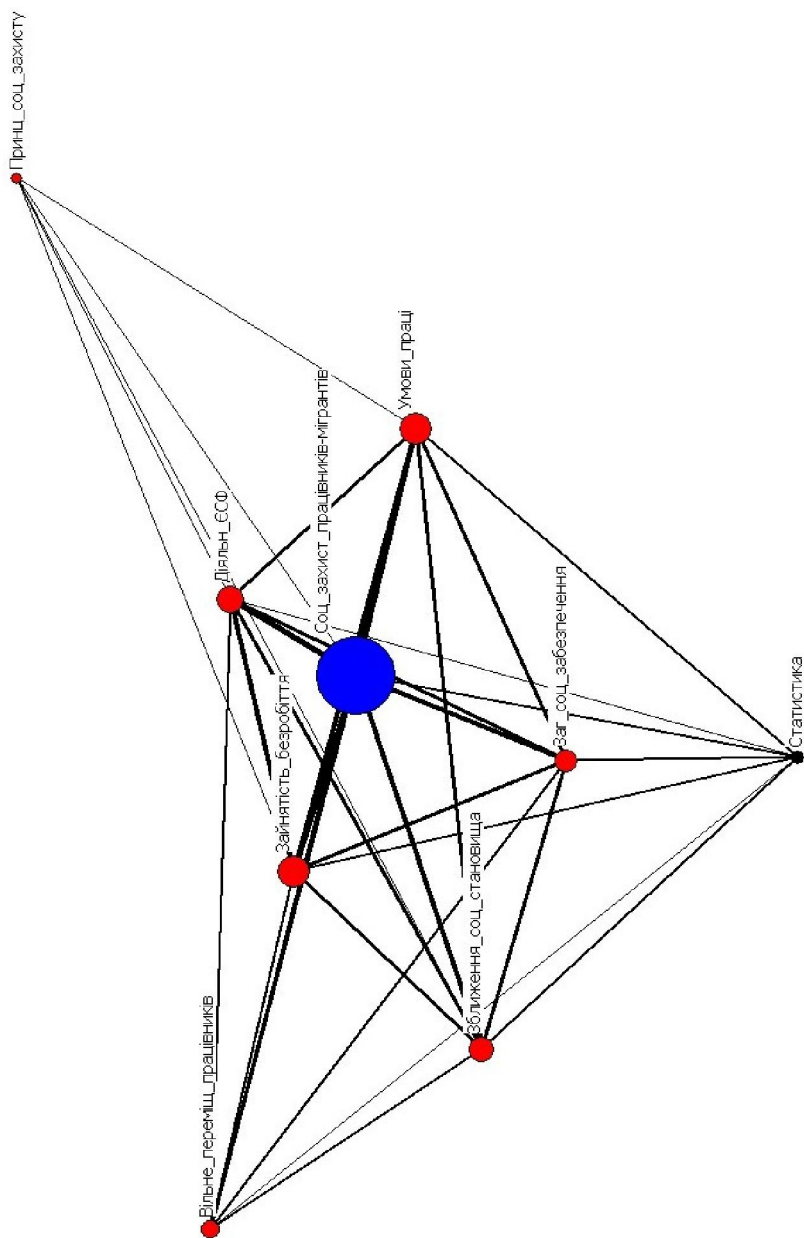 Принц_соц_захисту
Умови_праці
Соц_захист_працівників-мігрантів
Діяльн_ЄСФ
Заг_соц_забезпечення
Зайнятість_безробіття
Статистика
Зближення_соц_становища
Вільне_переміщ_працівників